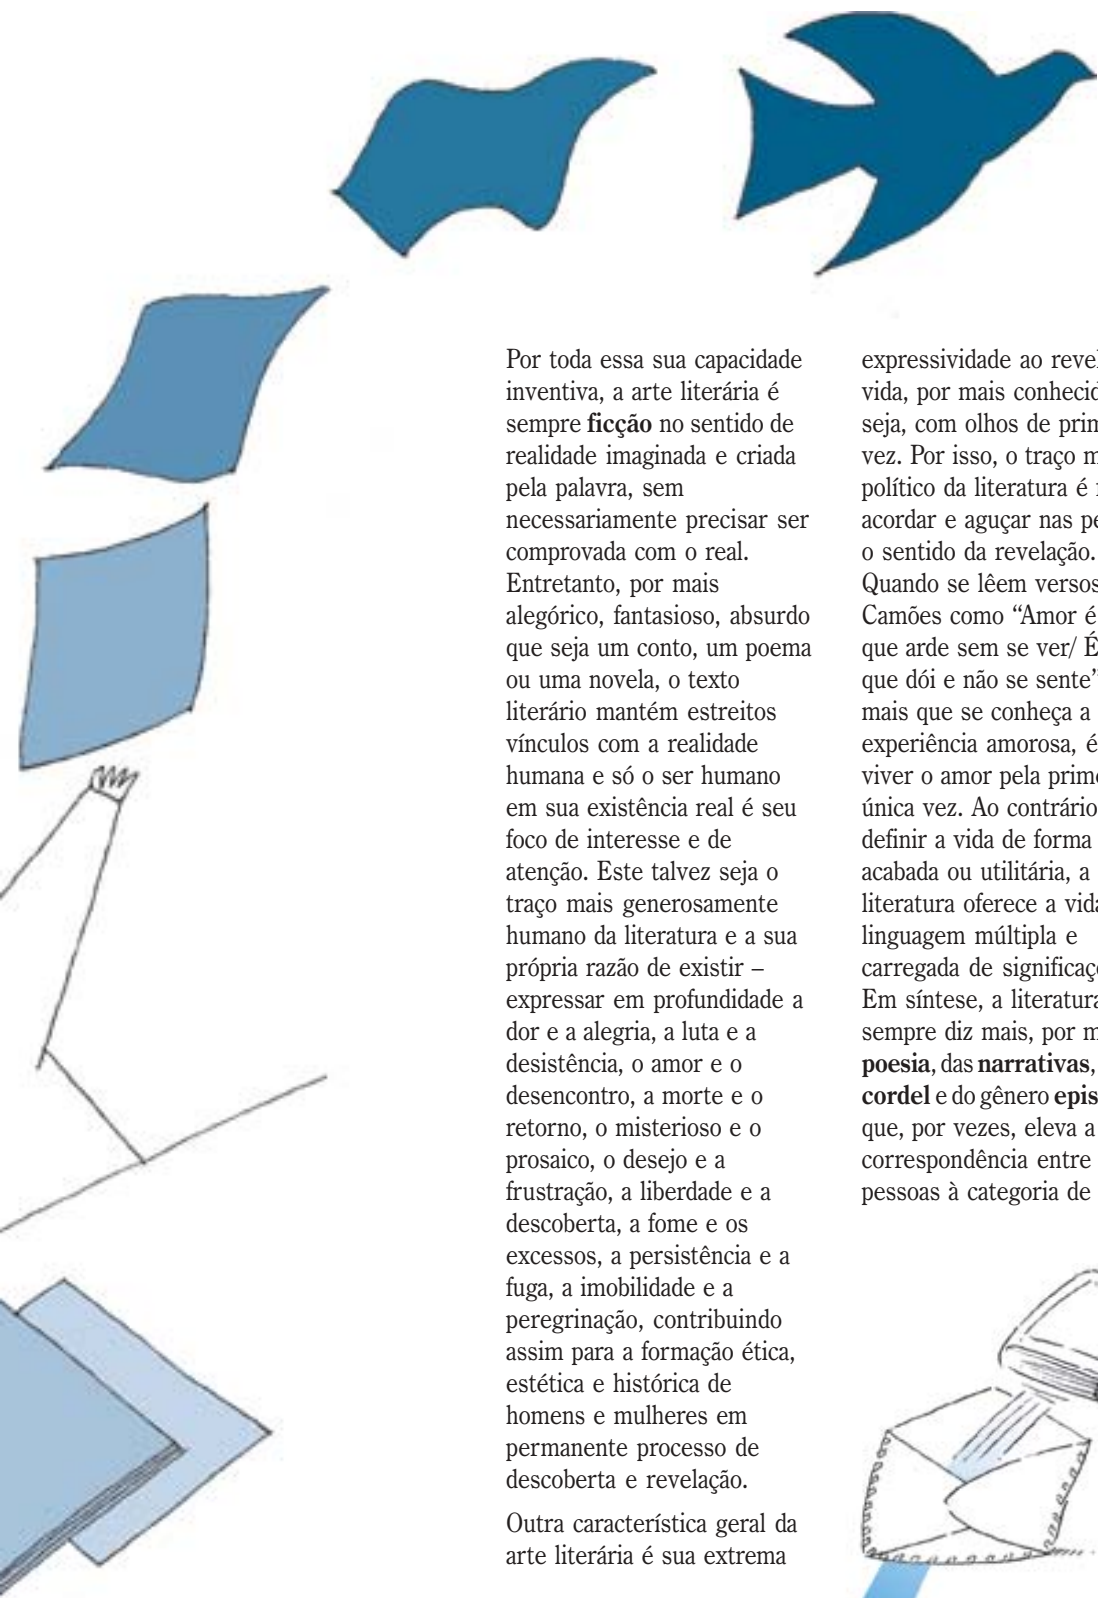 Por toda essa sua capacidade
inventiva, a arte literária é
sempre ficção no sentido de
realidade imaginada e criada
pela palavra, sem
necessariamente precisar ser
comprovada com o real.
Entretanto, por mais
alegórico, fantasioso, absurdo
que seja um conto, um poema
ou uma novela, o texto
literário mantém estreitos
vínculos com a realidade
humana e só o ser humano
em sua existência real é seu
foco de interesse e de
atenção. Este talvez seja o
traço mais generosamente
humano da literatura e a sua
própria razão de existir –
expressar em profundidade a
dor e a alegria, a luta e a
desistência, o amor e o
desencontro, a morte e o
retorno, o misterioso e o
prosaico, o desejo e a
frustração, a liberdade e a
descoberta, a fome e os
excessos, a persistência e a
fuga, a imobilidade e a
peregrinação, contribuindo
assim para a formação ética,
estética e histórica de
homens e mulheres em
permanente processo de
descoberta e revelação.
Outra característica geral da
arte literária é sua extrema
expressividade ao revel
vida, por mais conhecid
seja, com olhos de prim
vez. Por isso, o traço m
político da literatura é
acordar e aguçar nas pe
o sentido da revelação.
Quando se lêem versos
Camões como “Amor é
que arde sem se ver/ É
que dói e não se sente”
mais que se conheça a
experiência amorosa, é
viver o amor pela prime
única vez. Ao contrário
definir a vida de forma
acabada ou utilitária, a
literatura oferece a vida
linguagem múltipla e
carregada de significaç
Em síntese, a literatura
sempre diz mais, por m
poesia, das narrativas,
cordel e do gênero epis
que, por vezes, eleva a
correspondência entre
pessoas à categoria de